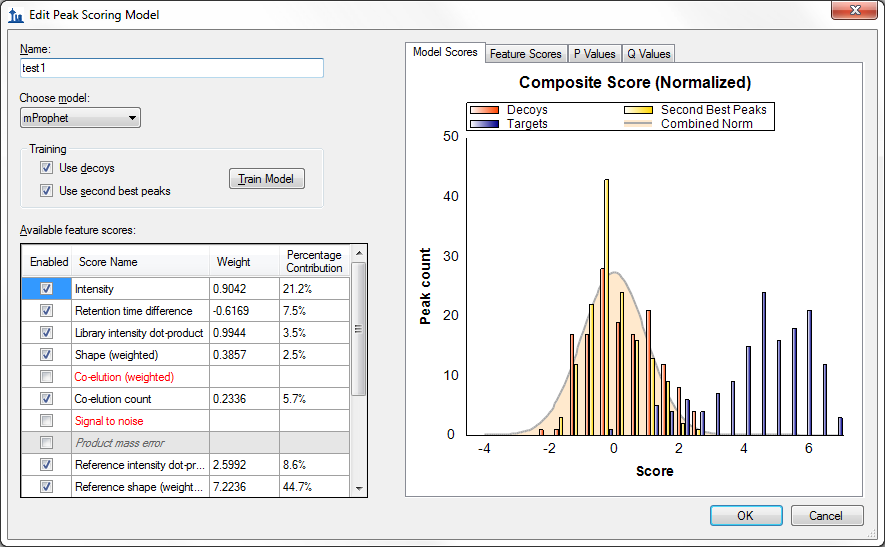 Edit Peak Scoring Model
Name:
test1
Choose model:
mProphet
Training
Use decoys
Use second best peaks
Train Model
Available feature scores:
Enabled Score Name Weight Percentage Contribution
Intensity 0.9042 21.2%
Retention time difference -0.6169 7.5%
Library intensity dot-product 0.9944 3.5%
Shape (weighted) 0.3857 2.5%
Co-elution (weighted)
Co-elution count 0.2336 5.7%
Signal to noise
Product mass error
Reference intensity dot-pr... 2.5992 8.6%
Reference shape (weight... 7.2236 44.7%
Model Scores Feature Scores P Values Q Values
Composite Score (Normalized)
Decoys Second Best Peaks
Targets Combined Norm
Peak count
50
40
30
20
10
0
-4 -2 0 2 4 6
Score
OK Cancel